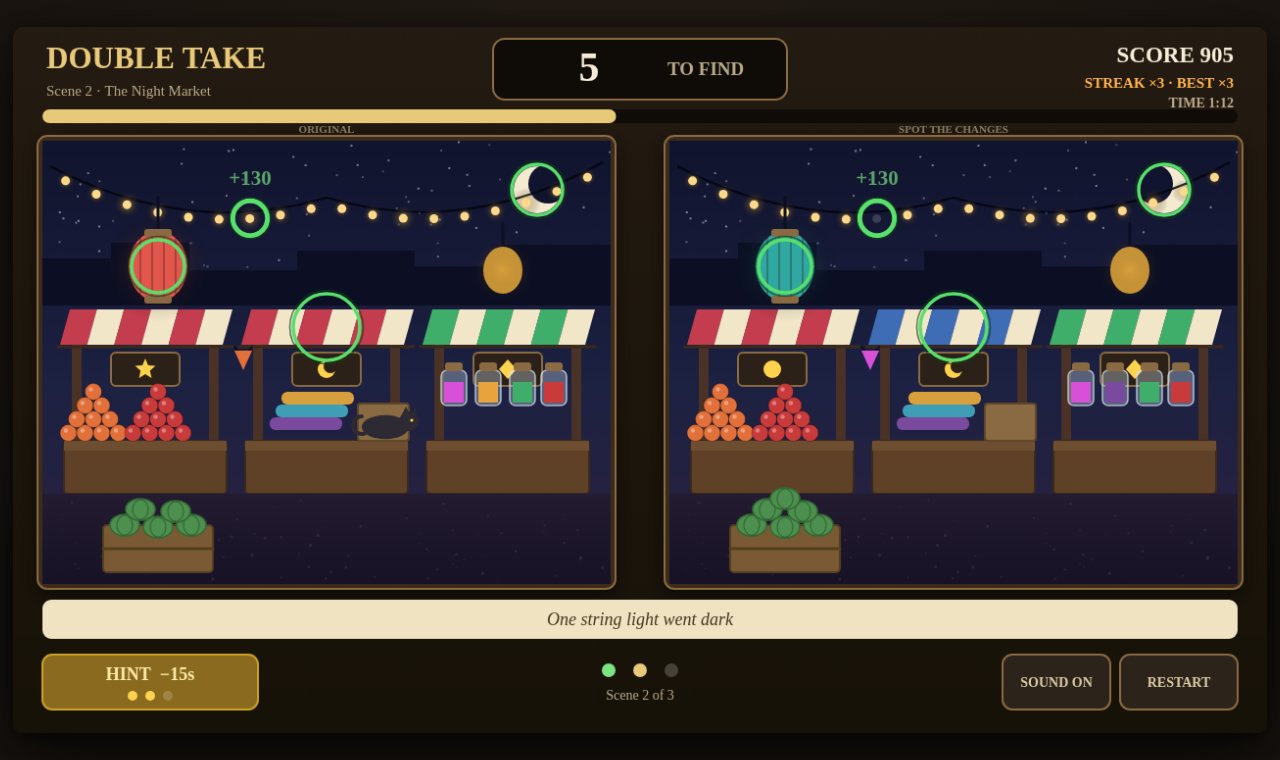 DOUBLE TAKE
Scene 2 · The Night Market
5 TO FIND
SCORE 905
STREAK ×3 · BEST ×3
TIME 1:12
ORIGINAL
SPOT THE CHANGES
+130
+130
One string light went dark
HINT −15s
Scene 2 of 3
SOUND ON
RESTART